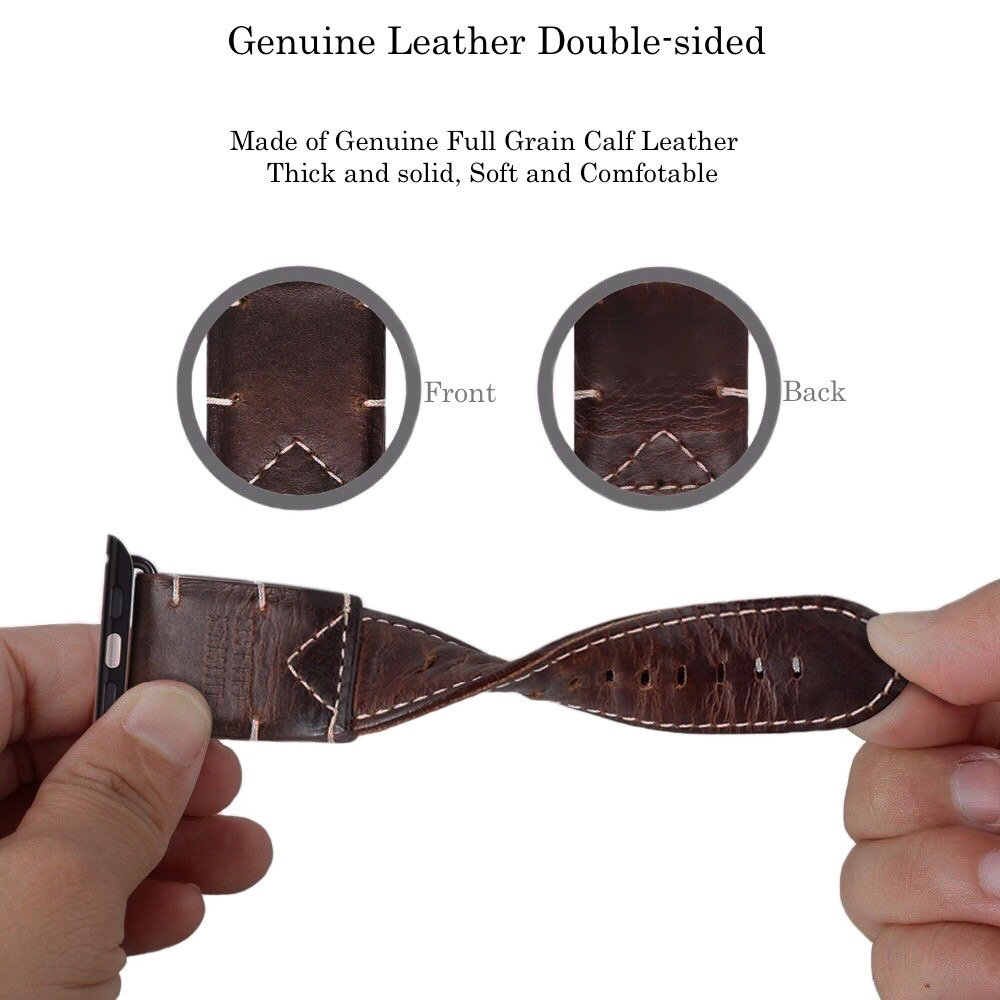 Genuine Leather Double-sided
Made of Genuine Full Grain Calf Leather
Thick and solid, Soft and Comfotable
Front
Back